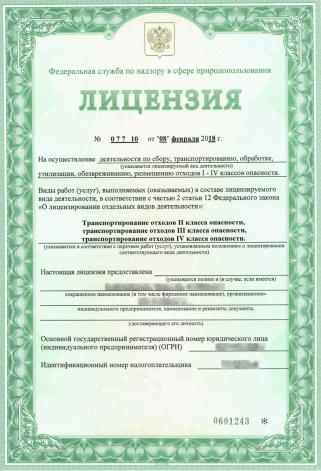 Федеральная служба по надзору в сфере природопользования
ЛИЦЕНЗИЯ
№ 077 10 от "08" февраля 2018 г.
На осуществление деятельности по сбору, транспортированию, обработке,
(указывается лицензируемый вид деятельности)
утилизации, обезвреживанию, размещению отходов I - IV классов опасности.
Виды работ (услуг), выполняемых (оказываемых) в составе лицензируемого
вида деятельности, в соответствии с частью 2 статьи 12 Федерального закона
«О лицензировании отдельных видов деятельности»:
Транспортирование отходов II класса опасности,
транспортирование отходов III класса опасности,
транспортирование отходов IV класса опасности.
(указываются в соответствии с перечнем работ (услуг), установленным положением о лицензировании
соответствующего вида деятельности)
Настоящая лицензия предоставлена
(указывается полное и (в случае, если имеется)
сокращенное наименование (в том числе фирменное наименование), организационно-
индивидуального предпринимателя, наименование и реквизиты документа,
удостоверяющего его личность)
Основной государственный регистрационный номер юридического лица
(индивидуального предпринимателя) (ОГРН)
Идентификационный номер налогоплательщика
0601243 *